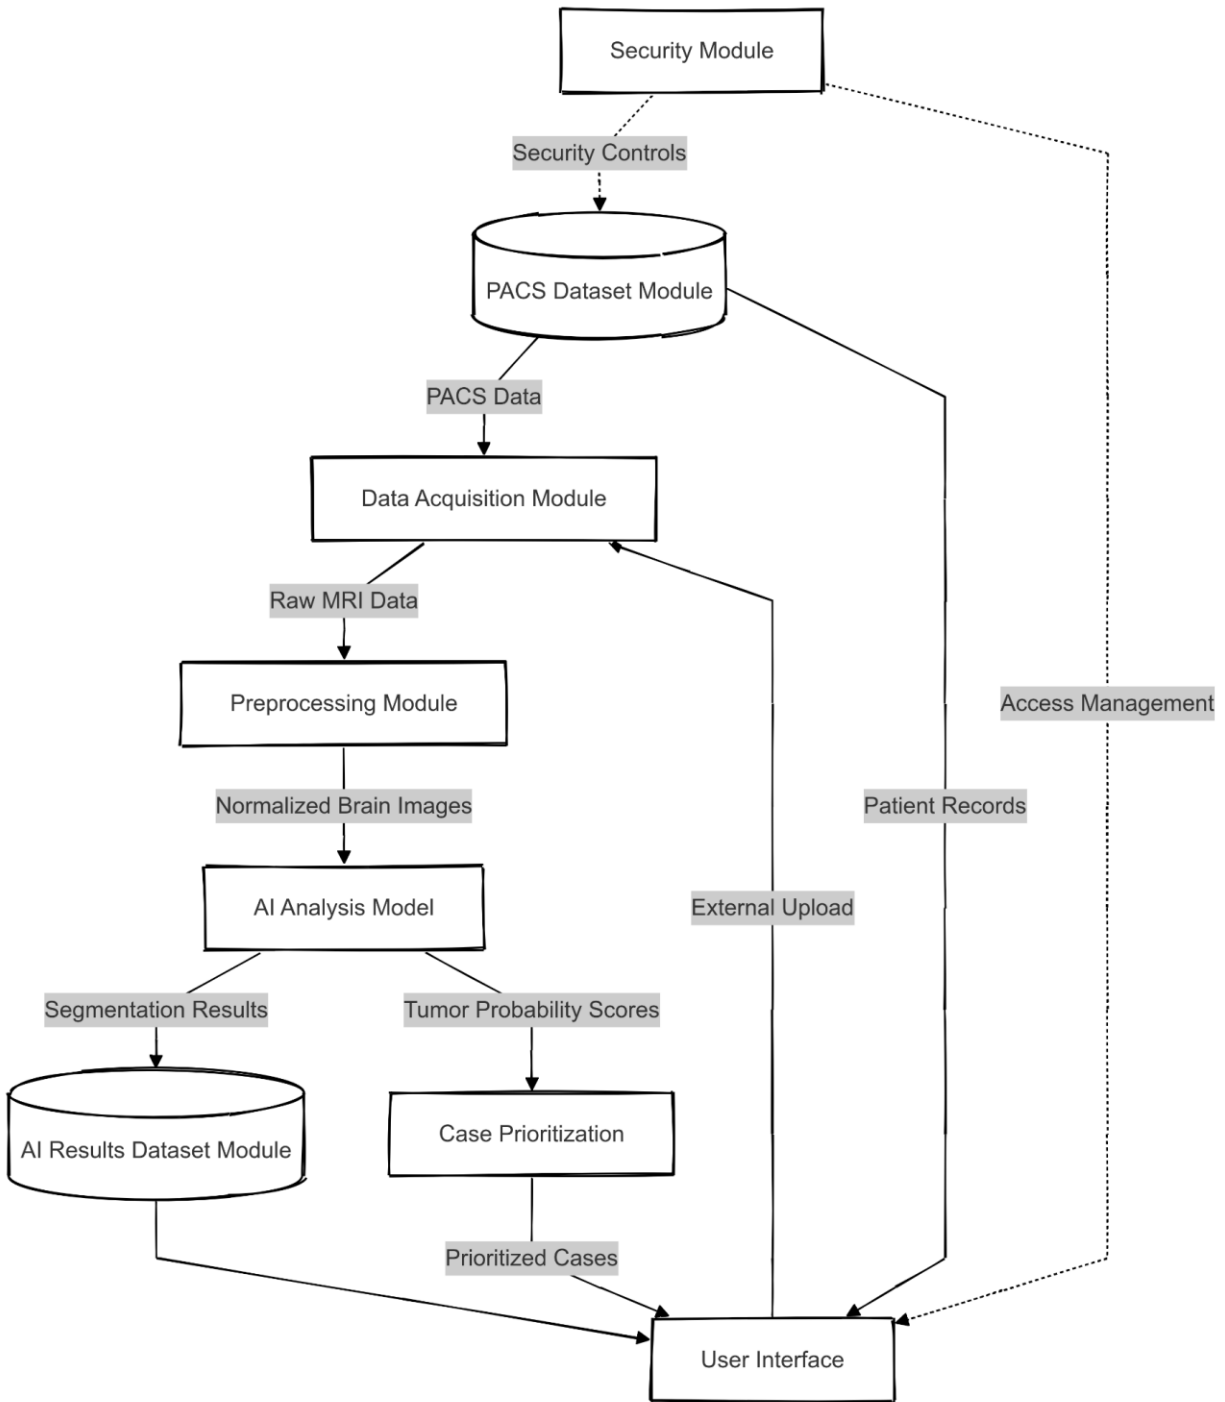 Security Module
Security Controls
PACS Dataset Module
PACS Data
Data Acquisition Module
Raw MRI Data
Preprocessing Module
Access Management
Normalized Brain Images
Patient Records
AI Analysis Model
External Upload
Segmentation Results
Tumor Probability Scores
Case Prioritization
AI Results Dataset Module
Prioritized Cases
User Interface